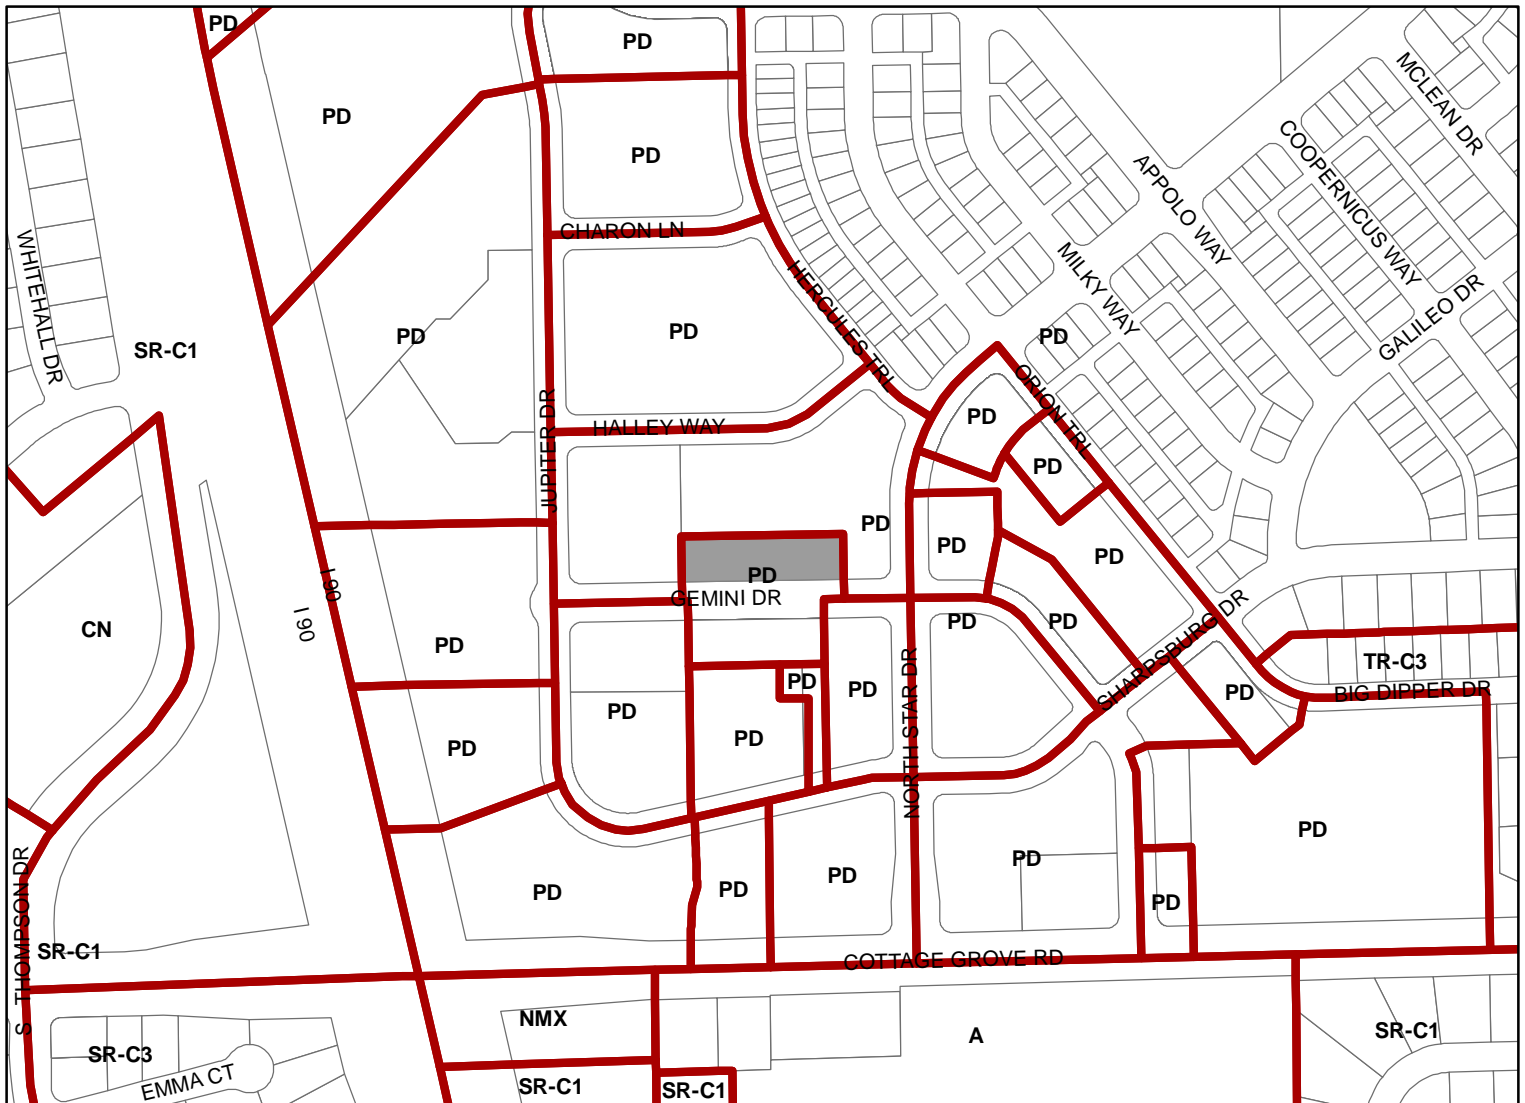 PD
PD
PD
MCLEAN DR
PD
COOPERNICUS WAY
PD
APPOLO WAY
CHARON LN
WHITEHALL DR
MILKY WAY
HERCULES TRL
GALILEO DR
PD
PD
PD
SR-C1
ORION TRL
JUPITER DR
HALLEY WAY
PD
PD
PD
PD
PD
PD
I 90
I 90
GEMINI DR
SHARPSBURG DR
CN
PD
PD
PD
NORTH STAR DR
TR-C3
PD
PD
PD
BIG DIPPER DR
PD
PD
PD
PD
PD
PD
PD
PD
PD
S THOMPSON DR
SR-C1
COTTAGE GROVE RD
NMX
A
SR-C1
SR-C3
EMMA CT
SR-C1
SR-C1